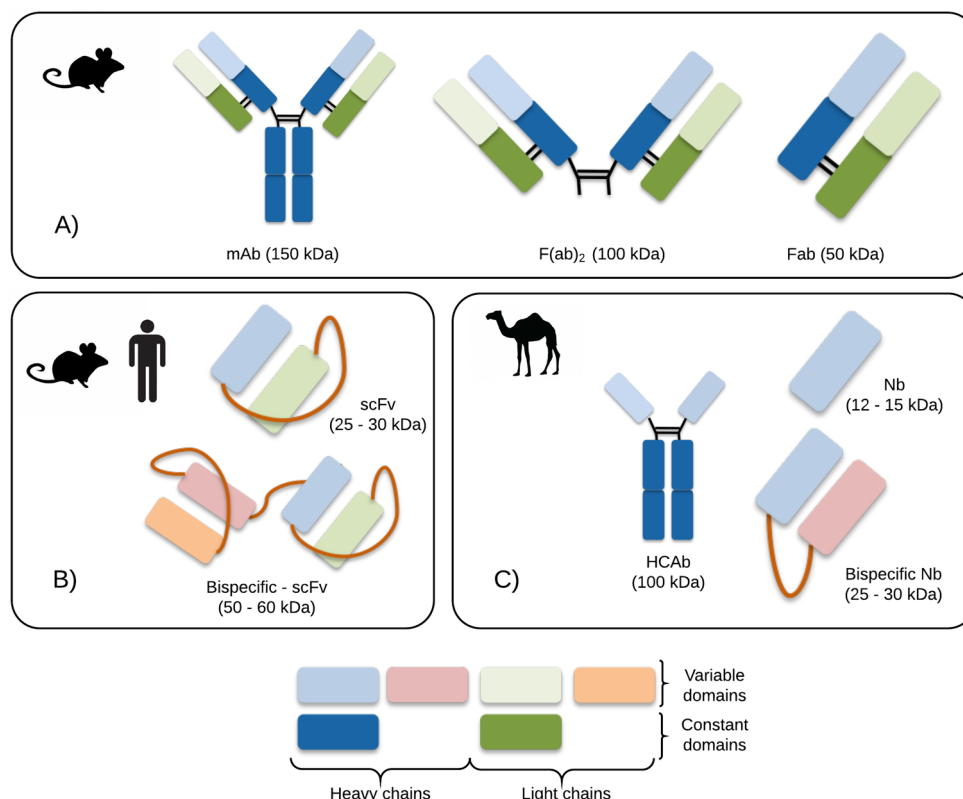 A)
mAb (150 kDa)
F(ab)₂ (100 kDa)
Fab (50 kDa)
scFv
(25 - 30 kDa)
B)
Bispecific - scFv
(50 - 60 kDa)
Nb
(12 - 15 kDa)
C)
HCAb
(100 kDa)
Bispecific Nb
(25 - 30 kDa)
Variable
domains
Constant
domains
Heavy chains
Light chains